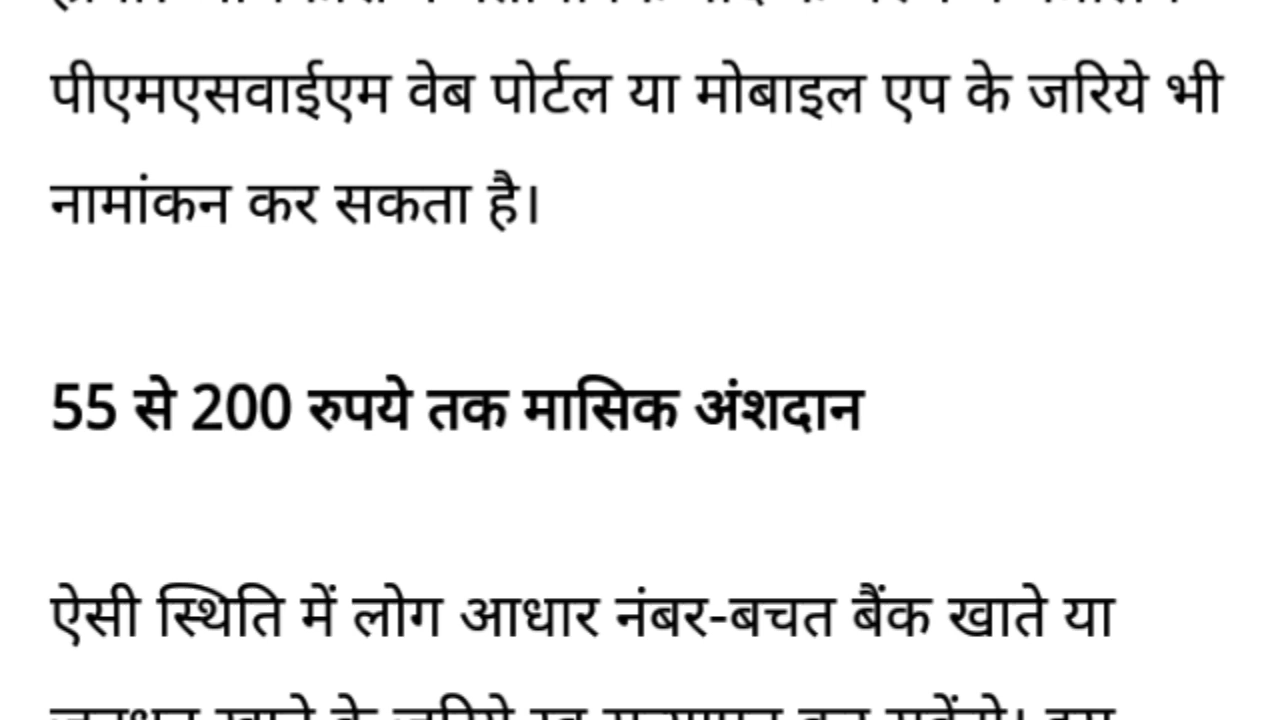 पीएमएसवाईएम वेब पोर्टल या मोबाइल एप के जरिये भी
नामांकन कर सकता है।
55 से 200 रुपये तक मासिक अंशदान
ऐसी स्थिति में लोग आधार नंबर-बचत बैंक खाते या